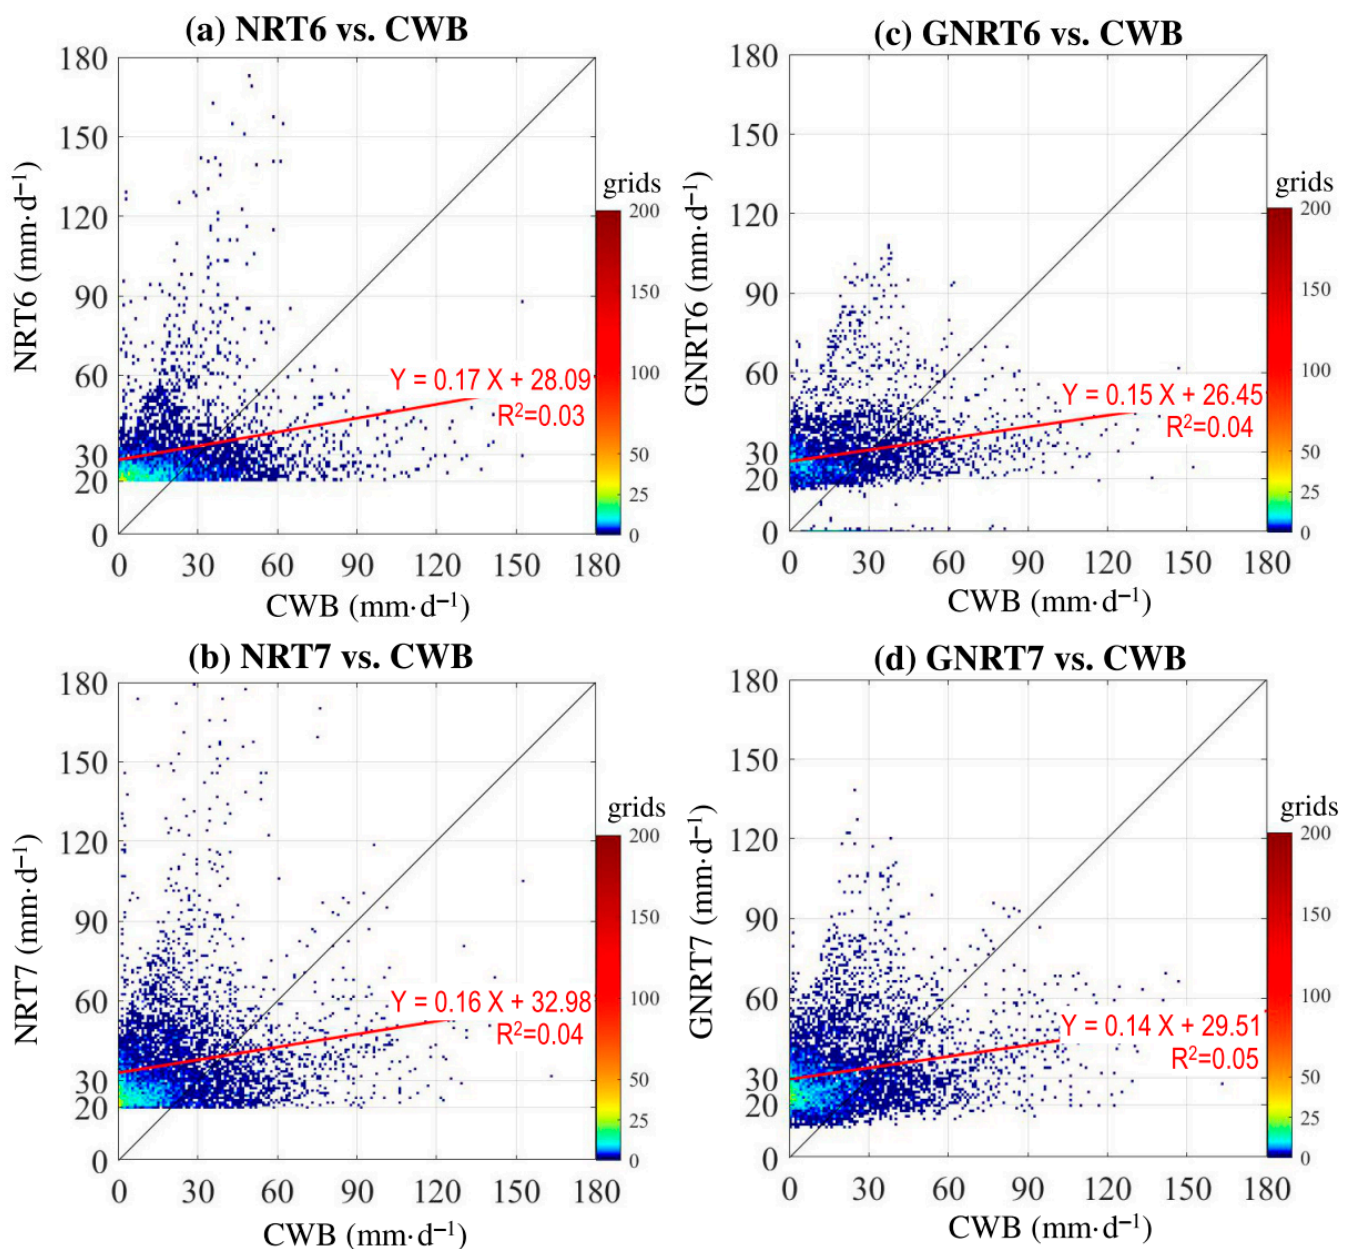 (a) NRT6 vs. CWB
180
150
120
90
60
30
20
0
NRT6 (mm·d⁻¹)
grids
200
150
100
50
25
0
Y = 0.17 X + 28.09
R²=0.03
0 30 60 90 120 150 180
CWB (mm·d⁻¹)
(c) GNRT6 vs. CWB
180
150
120
90
60
30
20
0
GNRT6 (mm·d⁻¹)
grids
200
150
100
50
25
0
Y = 0.15 X + 26.45
R²=0.04
0 30 60 90 120 150 180
CWB (mm·d⁻¹)
(b) NRT7 vs. CWB
180
150
120
90
60
30
20
0
NRT7 (mm·d⁻¹)
grids
200
150
100
50
25
0
Y = 0.16 X + 32.98
R²=0.04
0 30 60 90 120 150 180
CWB (mm·d⁻¹)
(d) GNRT7 vs. CWB
180
150
120
90
60
30
20
0
GNRT7 (mm·d⁻¹)
grids
200
150
100
50
25
0
Y = 0.14 X + 29.51
R²=0.05
0 30 60 90 120 150 180
CWB (mm·d⁻¹)